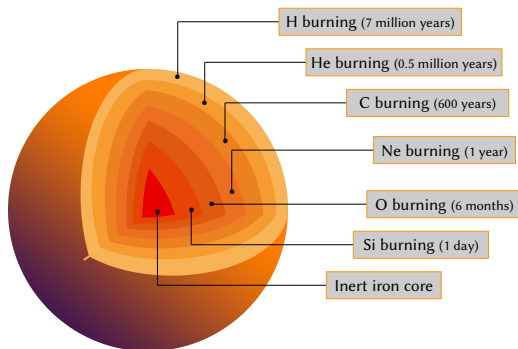 H burning (7 million years)
He burning (0.5 million years)
C burning (600 years)
Ne burning (1 year)
O burning (6 months)
Si burning (1 day)
Inert iron core